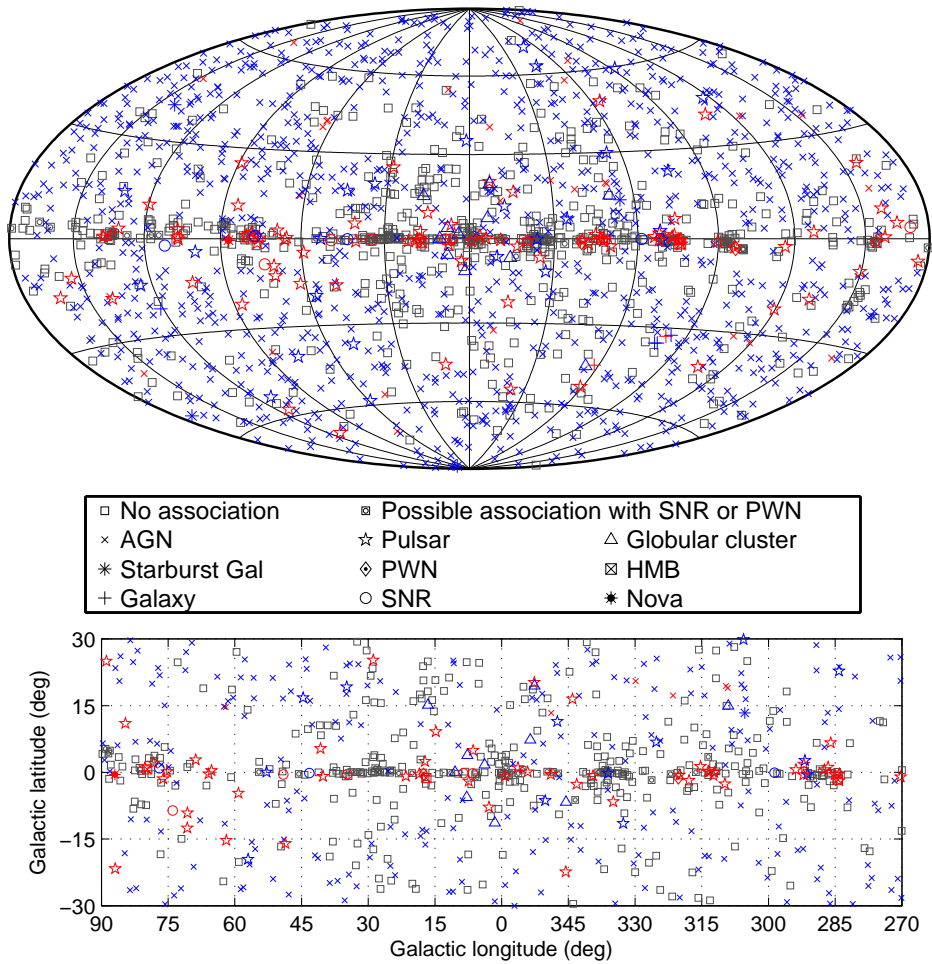 No association
Possible association with SNR or PWN
AGN
Pulsar
Globular cluster
Starburst Gal
PWN
HMB
Galaxy
SNR
Nova
30
15
0
−15
−30
Galactic latitude (deg)
90 75 60 45 30 15 0 345 330 315 300 285 270
Galactic longitude (deg)